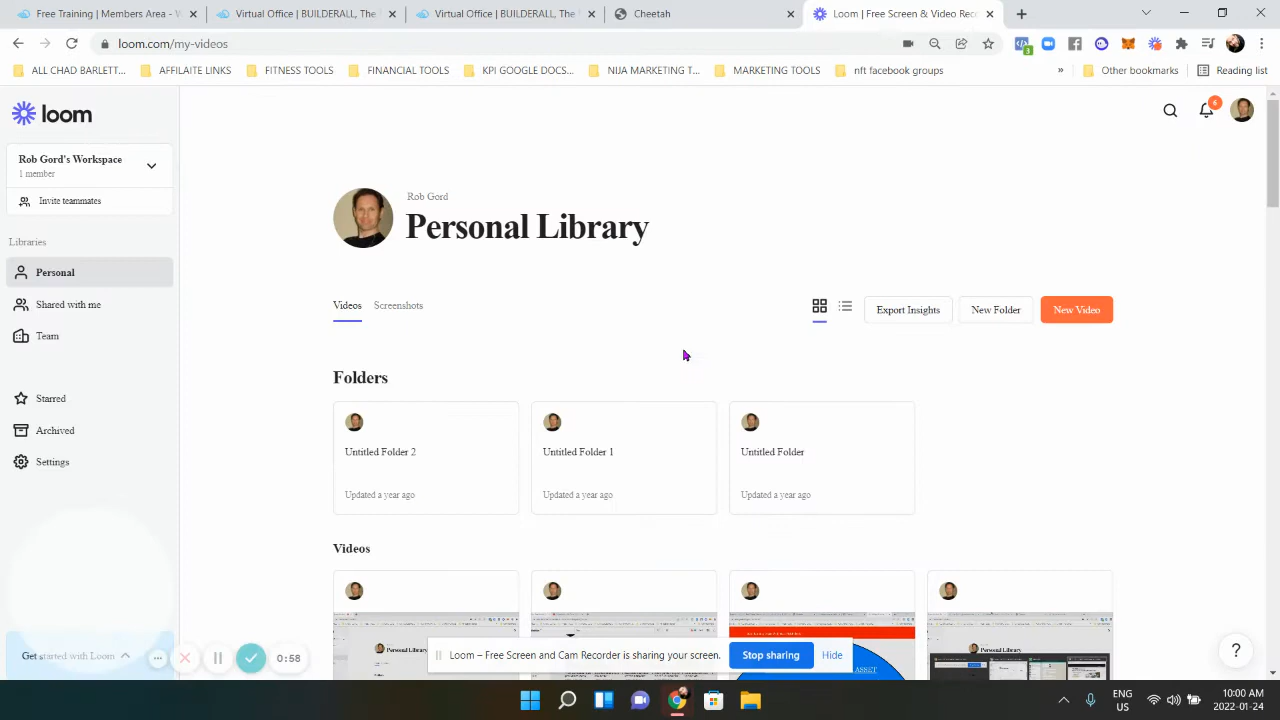 Free Training | Members Area - V
Virtual Office | BUILDERALL, The
Virtual Office | BUILDERALL, The
Cheetah
Loom | Free Screen & Video Rec
loom.com/my-videos
3
ALL CHAD BARLETT...
AFFILAITE LINKS
FITNESS TOOLS
FINANCIAL TOOLS
KPI GOOGLE DOCS...
NIJA MARKETING T...
MARKETING TOOLS
nft facebook groups
»
Other bookmarks
Reading list
loom
6
Rob Gord's Workspace
1 member
Invite teammates
Libraries
Personal
Shared with me
Team
Starred
Archived
Settings
Rob Gord
Personal Library
Videos
Screenshots
Export Insights
New Folder
New Video
Folders
Untitled Folder 2
Updated a year ago
Untitled Folder 1
Updated a year ago
Untitled Folder
Updated a year ago
Videos
Personal Library
ASSET
Personal Library
Get started with Loom
Loom – Free Screen and Cam Recorder is sharing your screen
Stop sharing
Hide
?
ENG
US
10:00 AM
2022-01-24